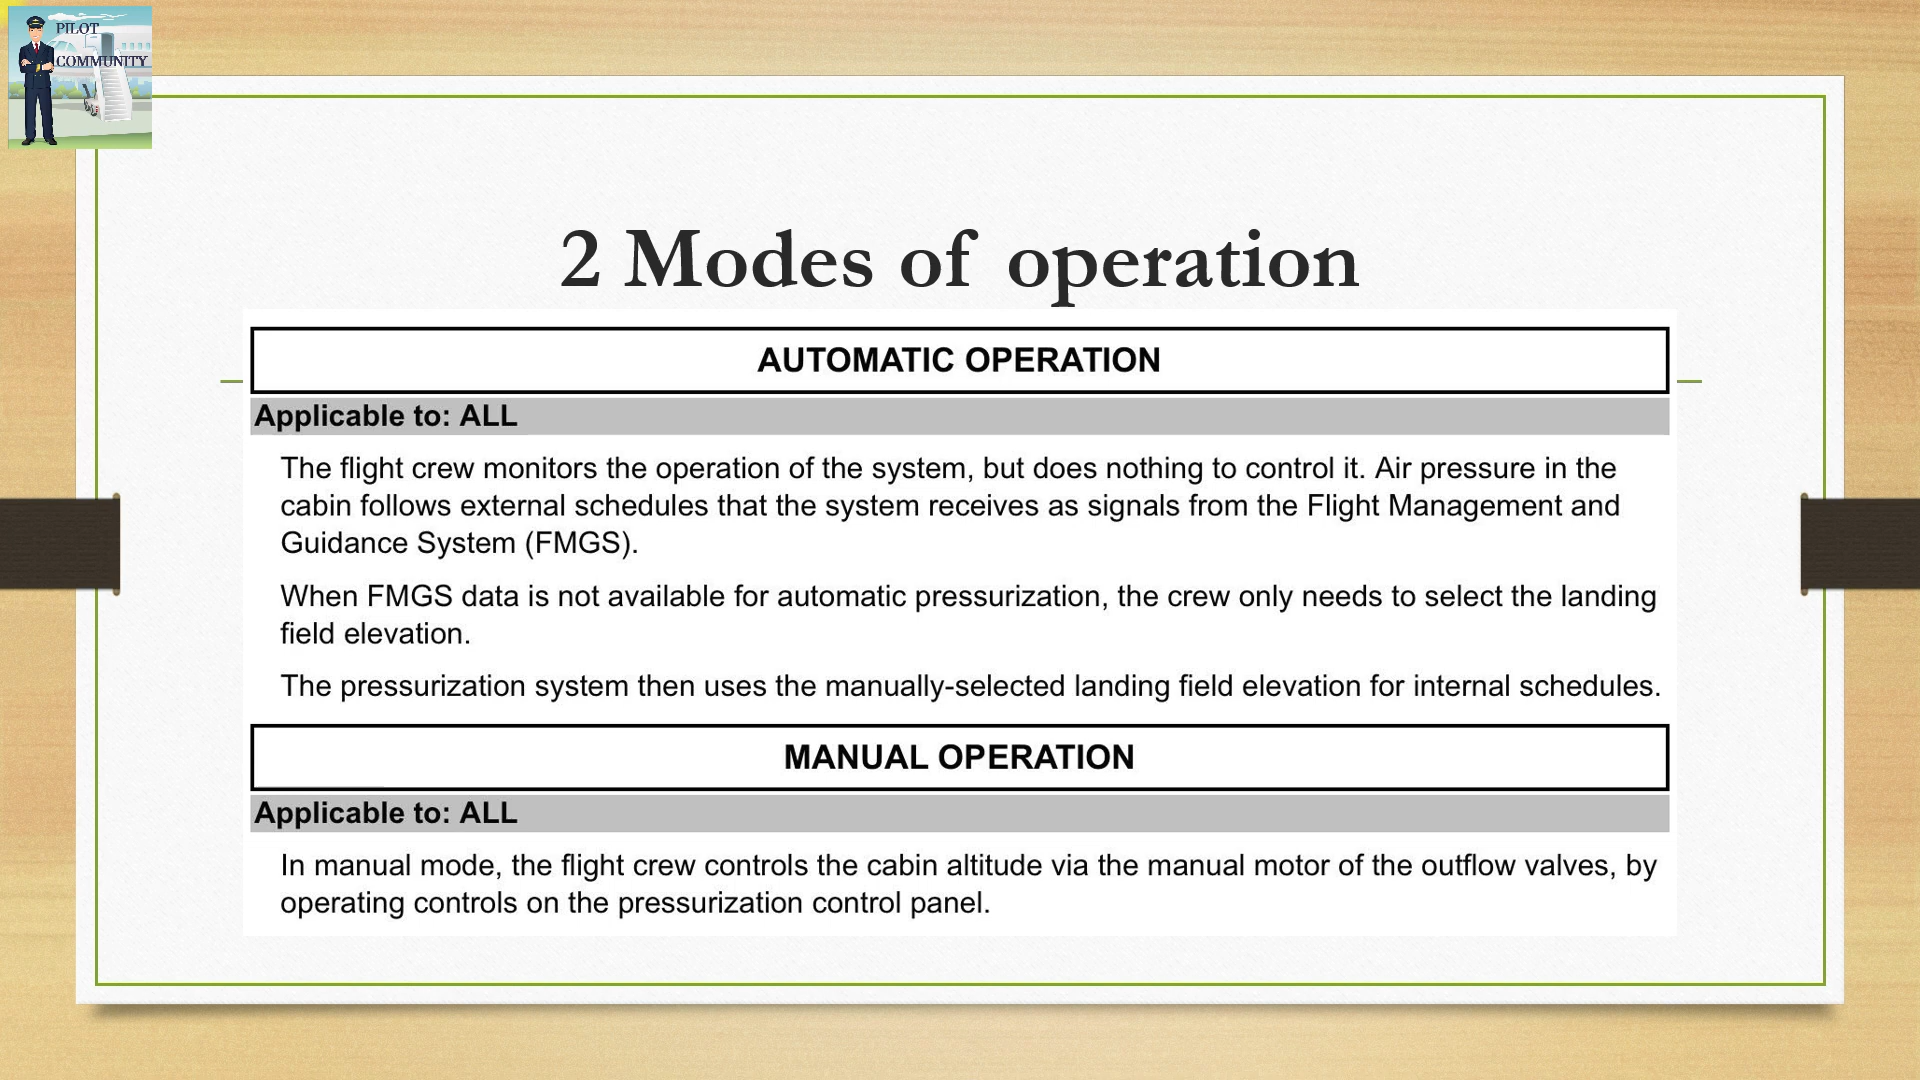 PILOT
COMMUNITY
2 Modes of operation
AUTOMATIC OPERATION
Applicable to: ALL
The flight crew monitors the operation of the system, but does nothing to control it. Air pressure in the
cabin follows external schedules that the system receives as signals from the Flight Management and
Guidance System (FMGS).
When FMGS data is not available for automatic pressurization, the crew only needs to select the landing
field elevation.
The pressurization system then uses the manually-selected landing field elevation for internal schedules.
MANUAL OPERATION
Applicable to: ALL
In manual mode, the flight crew controls the cabin altitude via the manual motor of the outflow valves, by
operating controls on the pressurization control panel.